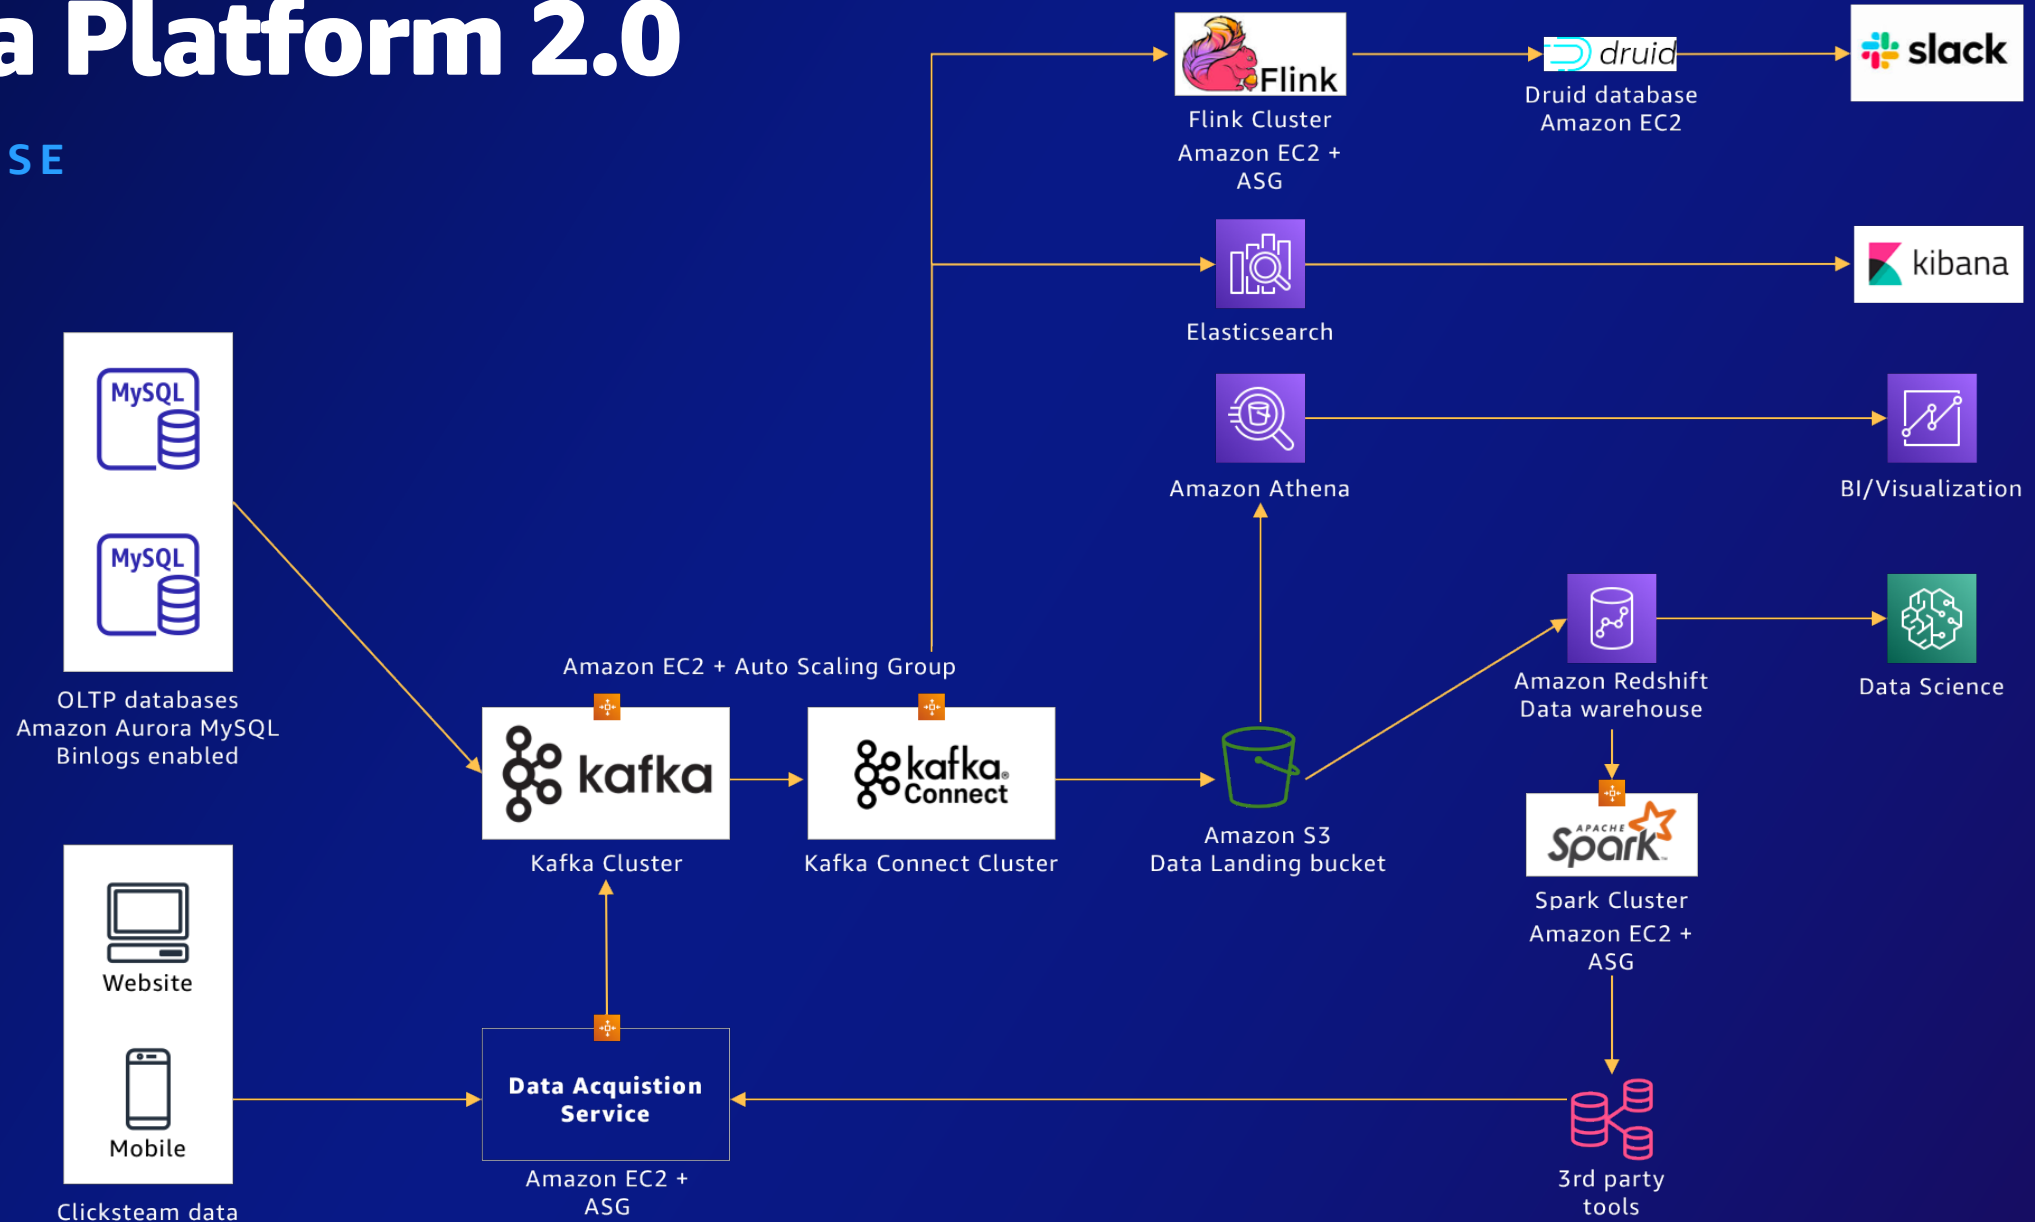 a Platform 2.0
SE
Flink
Flink Cluster
Amazon EC2 +
ASG
druid
Druid database
Amazon EC2
slack
Elasticsearch
kibana
Amazon Athena
BI/Visualization
MySQL
MySQL
OLTP databases
Amazon Aurora MySQL
Binlogs enabled
Amazon EC2 + Auto Scaling Group
kafka
Kafka Cluster
kafka®
Connect
Kafka Connect Cluster
Amazon S3
Data Landing bucket
Amazon Redshift
Data warehouse
Data Science
APACHE
Spark™
Spark Cluster
Amazon EC2 +
ASG
Website
Mobile
Clicksteam data
Data Acquistion
Service
Amazon EC2 +
ASG
3rd party
tools